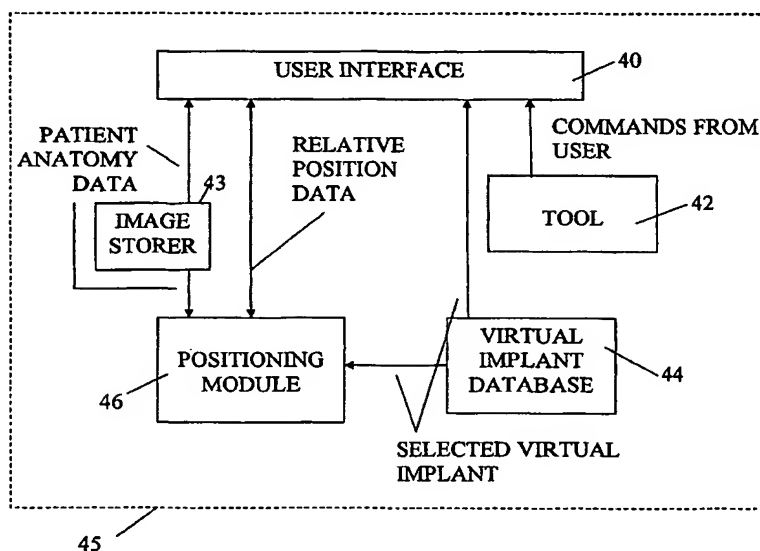 USER INTERFACE
40
PATIENT
ANATOMY
DATA
43
IMAGE
STORER
RELATIVE
POSITION
DATA
COMMANDS FROM
USER
TOOL
42
POSITIONING
MODULE
46
VIRTUAL
IMPLANT
DATABASE
44
SELECTED VIRTUAL
IMPLANT
45